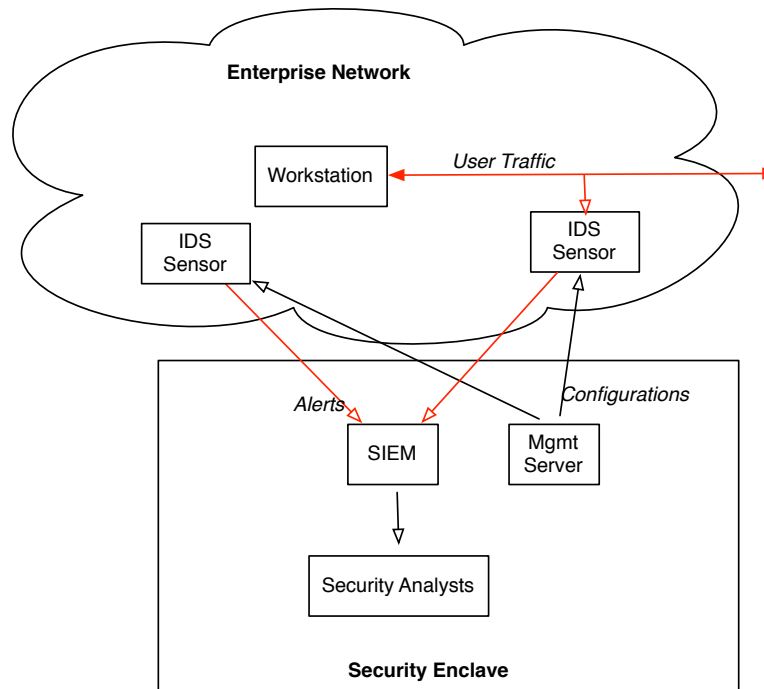 Enterprise Network
User Traffic
Workstation
IDS
Sensor
IDS
Sensor
Alerts
Configurations
SIEM
Mgmt
Server
Security Analysts
Security Enclave